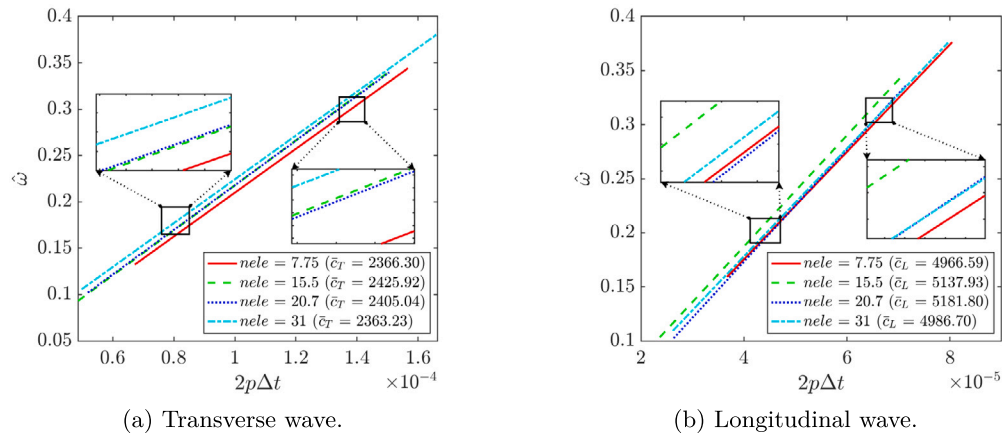 0.4
0.35
0.3
0.25
0.2
0.15
0.1
0.05
ω̂
0.6
0.8
1
1.2
1.4
1.6
2pΔt
×10⁻⁴
nele = 7.75 (c̄_T = 2366.30)
nele = 15.5 (c̄_T = 2425.92)
nele = 20.7 (c̄_T = 2405.04)
nele = 31 (c̄_T = 2363.23)
(a) Transverse wave.
0.4
0.35
0.3
0.25
0.2
0.15
0.1
ω̂
2
4
6
8
2pΔt
×10⁻⁵
nele = 7.75 (c̄_L = 4966.59)
nele = 15.5 (c̄_L = 5137.93)
nele = 20.7 (c̄_L = 5181.80)
nele = 31 (c̄_L = 4986.70)
(b) Longitudinal wave.